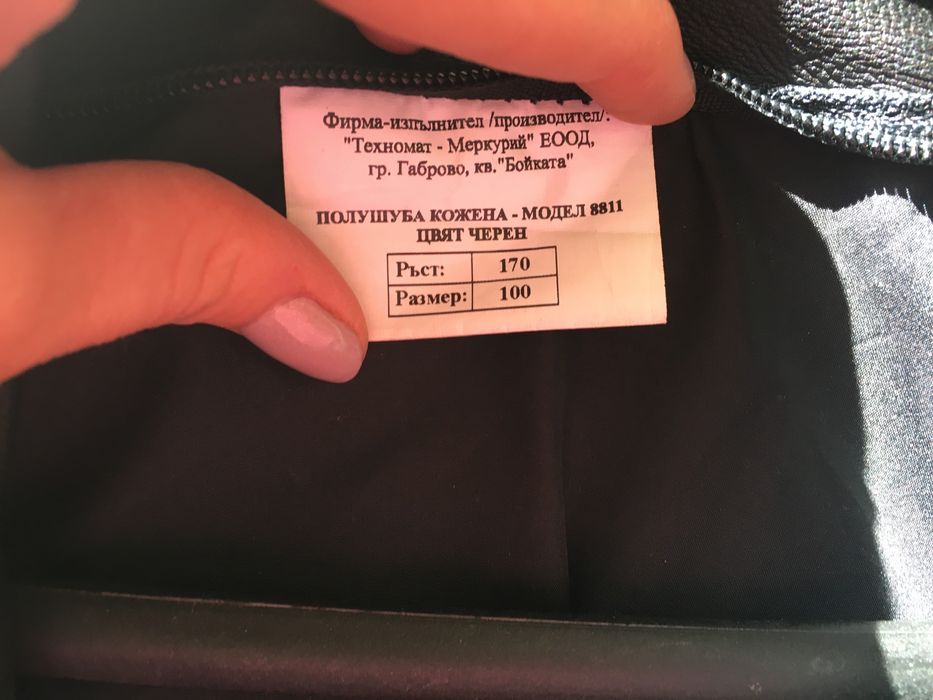 Фирма-изпълнител /производител/:
"Техномат - Меркурий" ЕООД,
гр. Габрово, кв."Бойката"
ПОЛУШУБА КОЖЕНА - МОДЕЛ 8811
ЦВЯТ ЧЕРЕН
Ръст: 170
Размер: 100